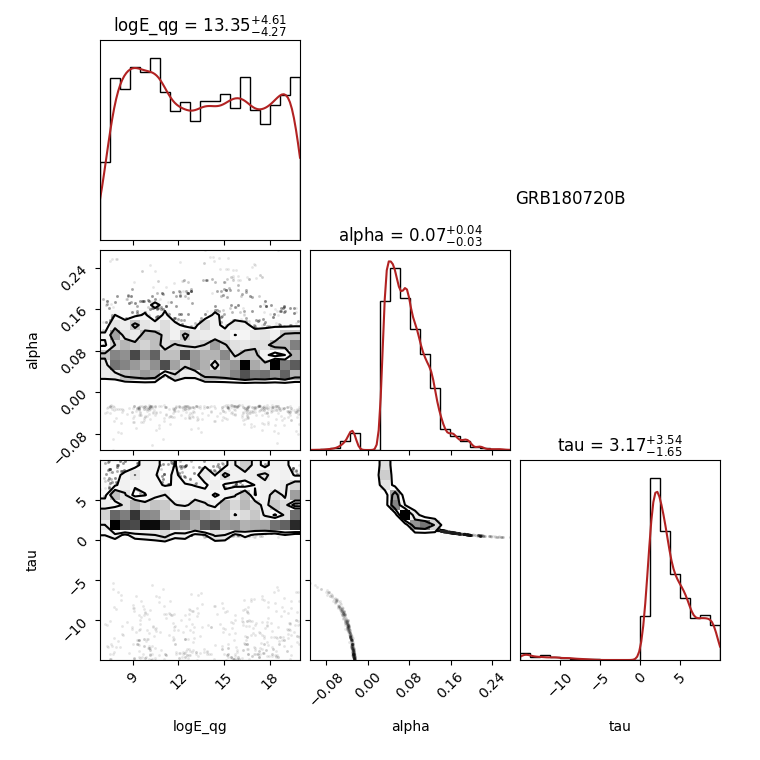 logE_qg = 13.35+4.61−4.27
GRB180720B
alpha = 0.07+0.04−0.03
alpha
0.24
0.16
0.08
0.00
−0.08
tau = 3.17+3.54−1.65
tau
5
0
−5
−10
9 12 15 18
−0.08 0.00 0.08 0.16 0.24
−10 −5 0 5
logE_qg alpha tau